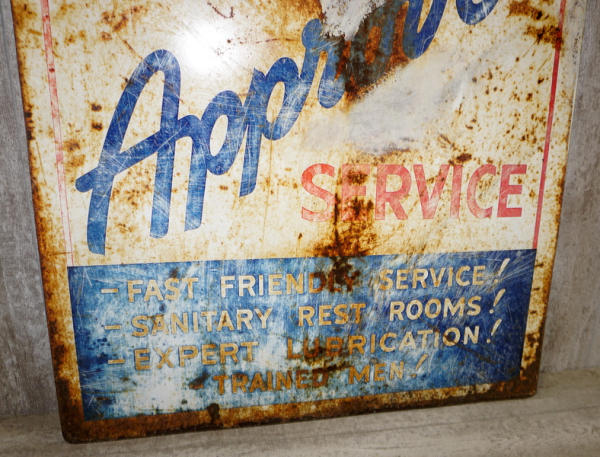 Approved
SERVICE
- FAST FRIENDLY SERVICE!
- SANITARY REST ROOMS!
- EXPERT LUBRICATION!
- TRAINED MEN!